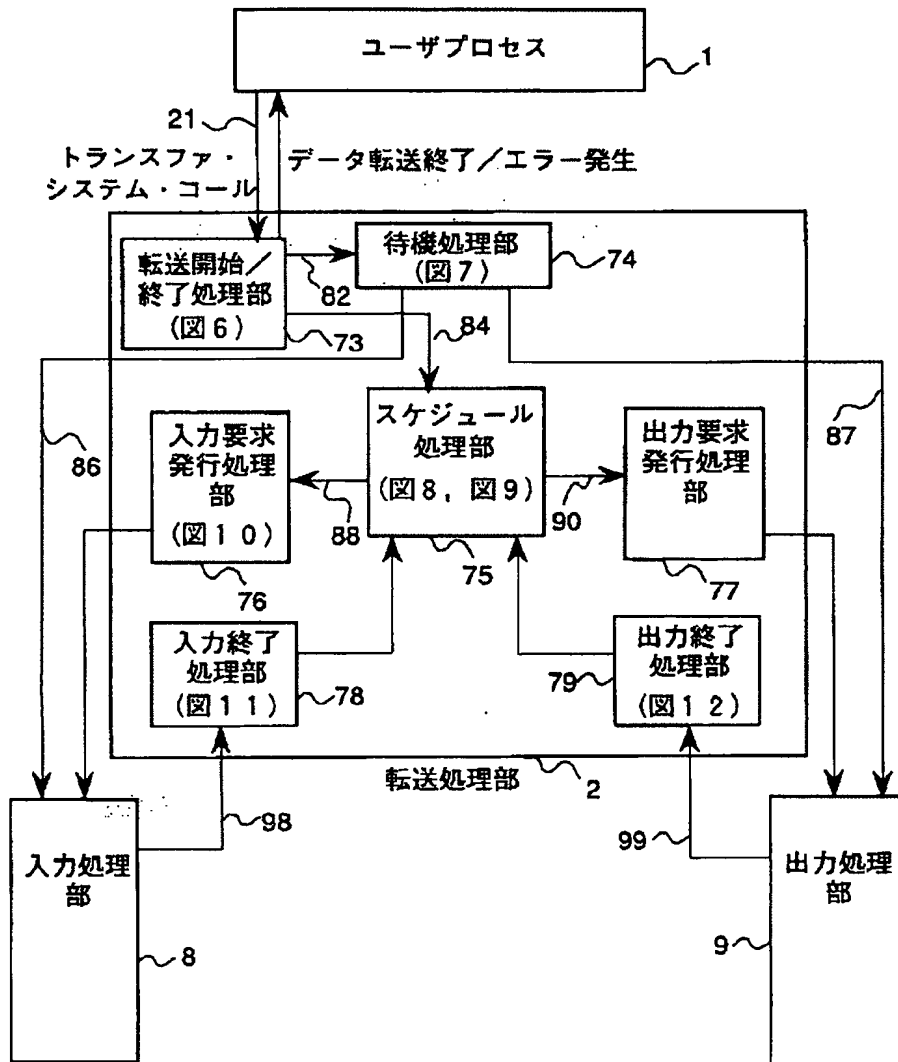 ユーザプロセス
1
21
トランスファ・
システム・コール
データ転送終了/エラー発生
転送開始/
終了処理部
(図6)
73
82
待機処理部
(図7)
74
84
86
87
入力要求
発行処理
部
(図10)
76
88
スケジュール
処理部
(図8, 図9)
75
90
出力要求
発行処理
部
77
入力終了
処理部
(図11)
78
79
出力終了
処理部
(図12)
転送処理部
2
98
99
入力処理
部
8
出力処理
部
9